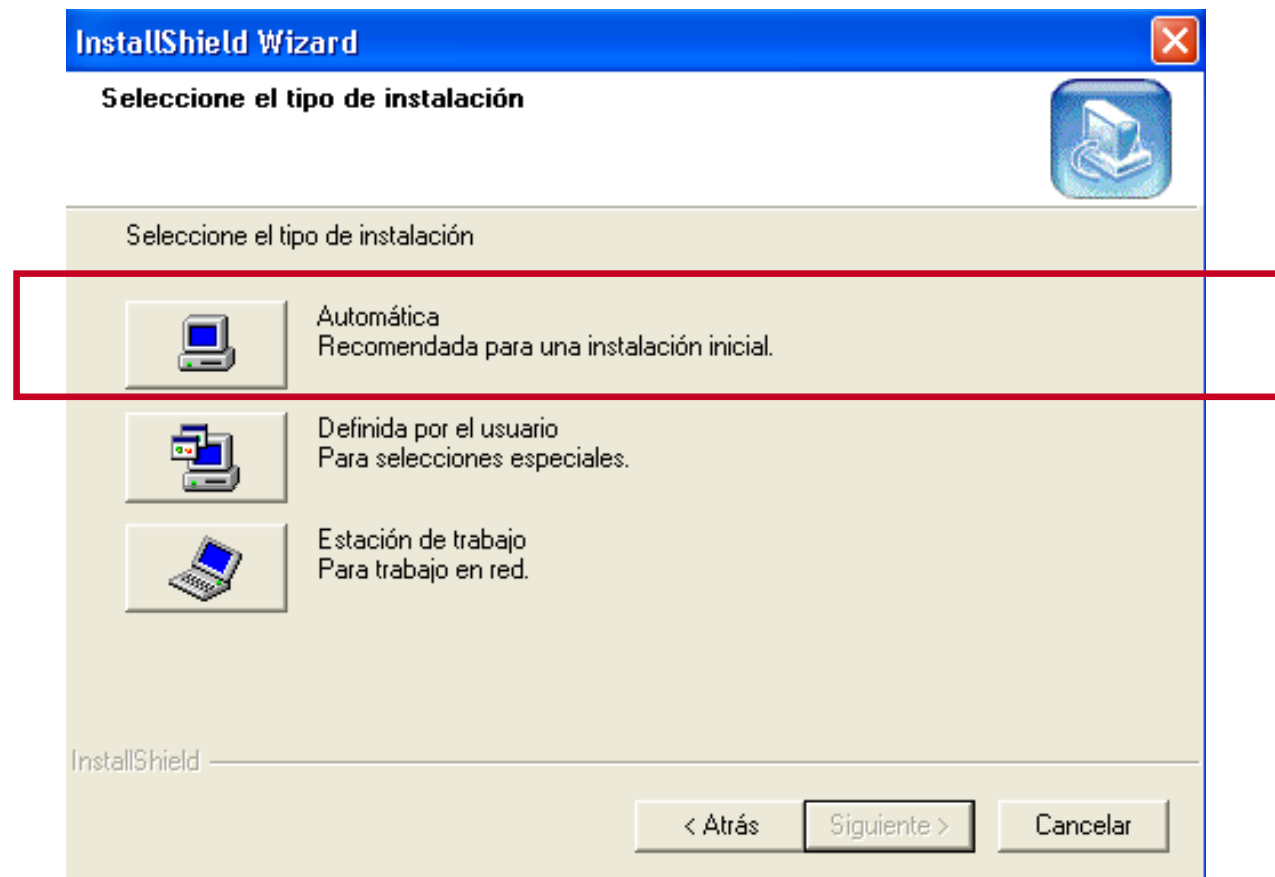 InstallShield Wizard
Seleccione el tipo de instalación
Seleccione el tipo de instalación
Automática
Recomendada para una instalación inicial.
Definida por el usuario
Para selecciones especiales.
Estación de trabajo
Para trabajo en red.
InstallShield
< Atrás
Siguiente >
Cancelar